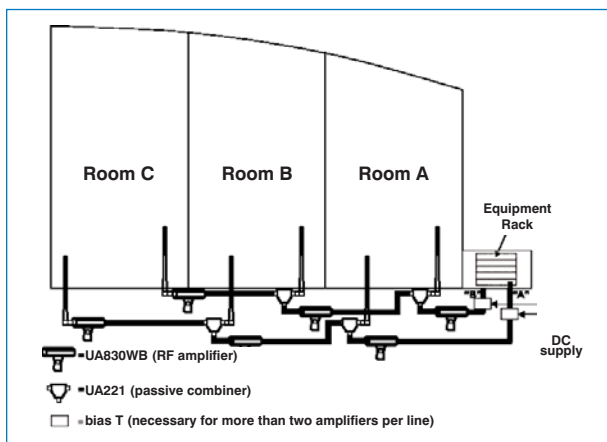 Room C
Room B
Room A
Equipment
Rack
"B"
"A"
DC
supply
=UA830WB (RF amplifier)
=UA221 (passive combiner)
=bias T (necessary for more than two amplifiers per line)